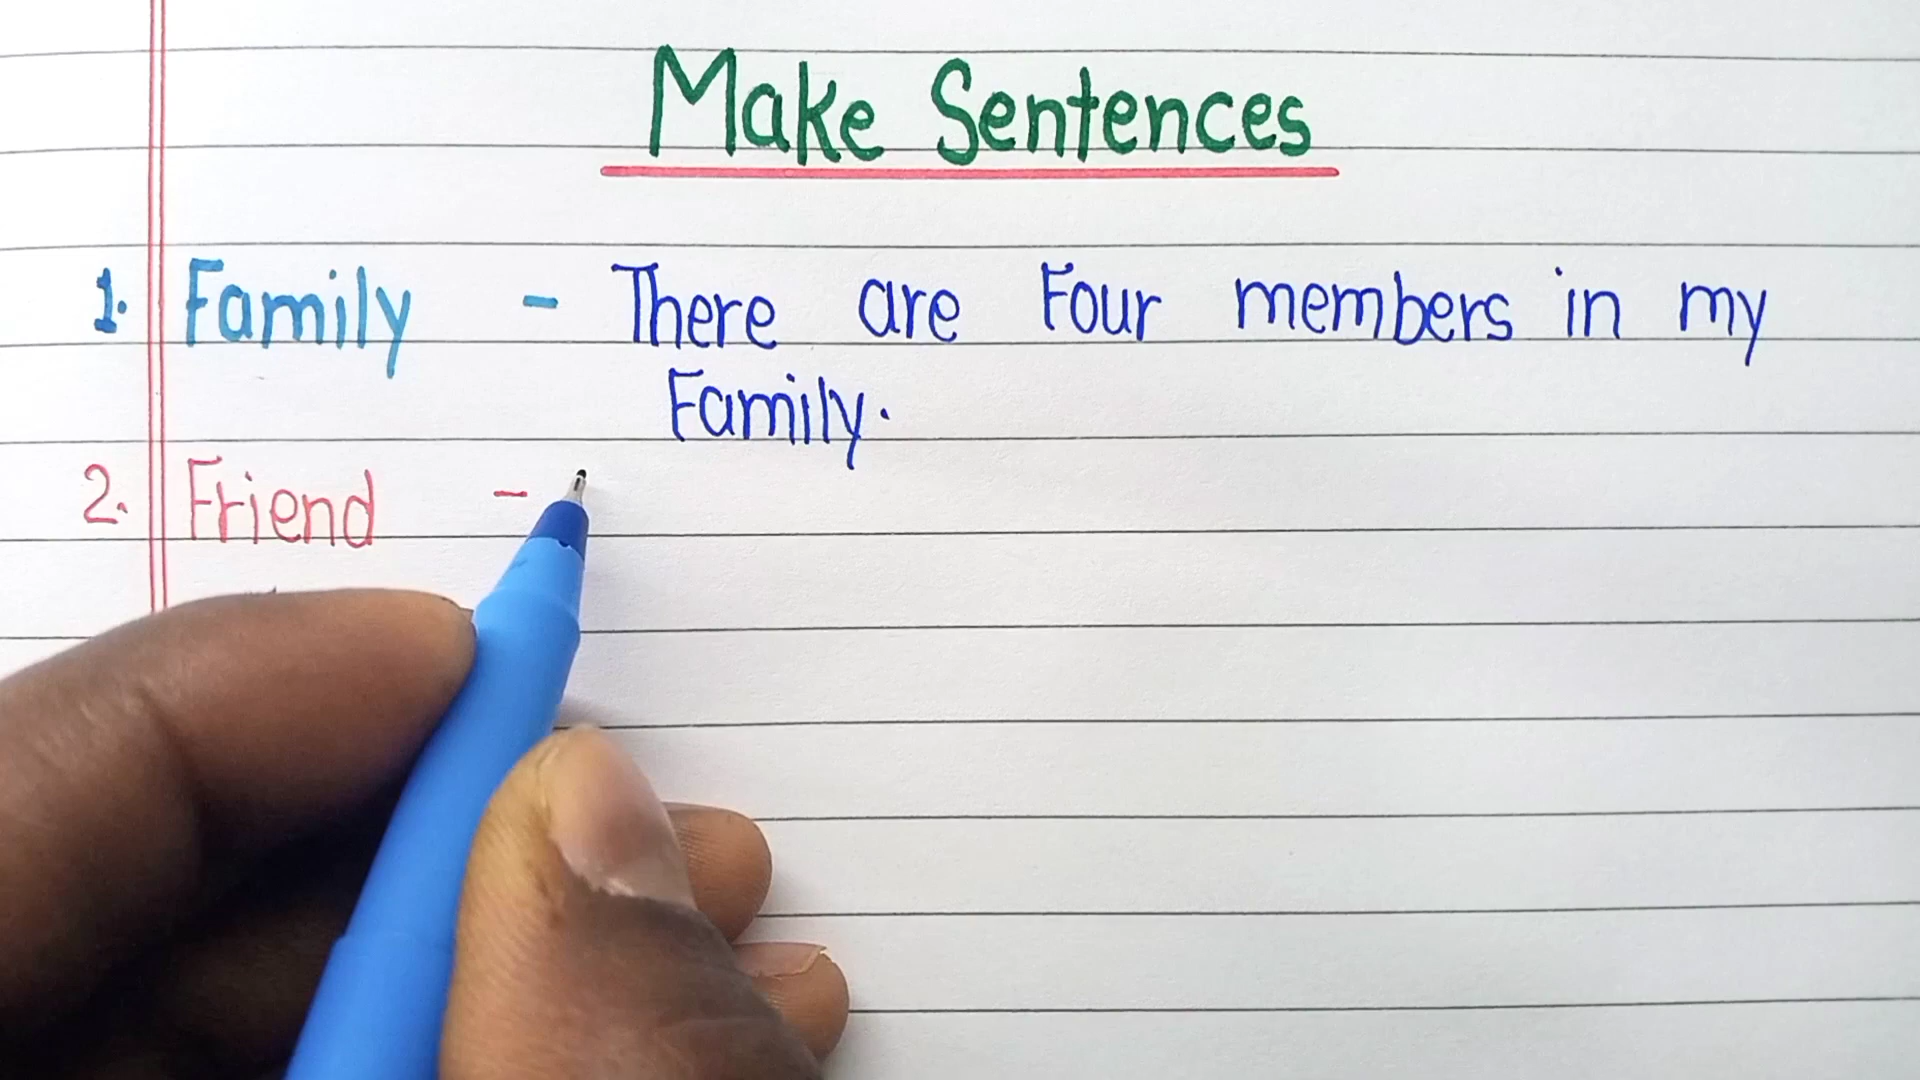 Make Sentences
1. Family - There are Four members in my
Family.
2. Friend -